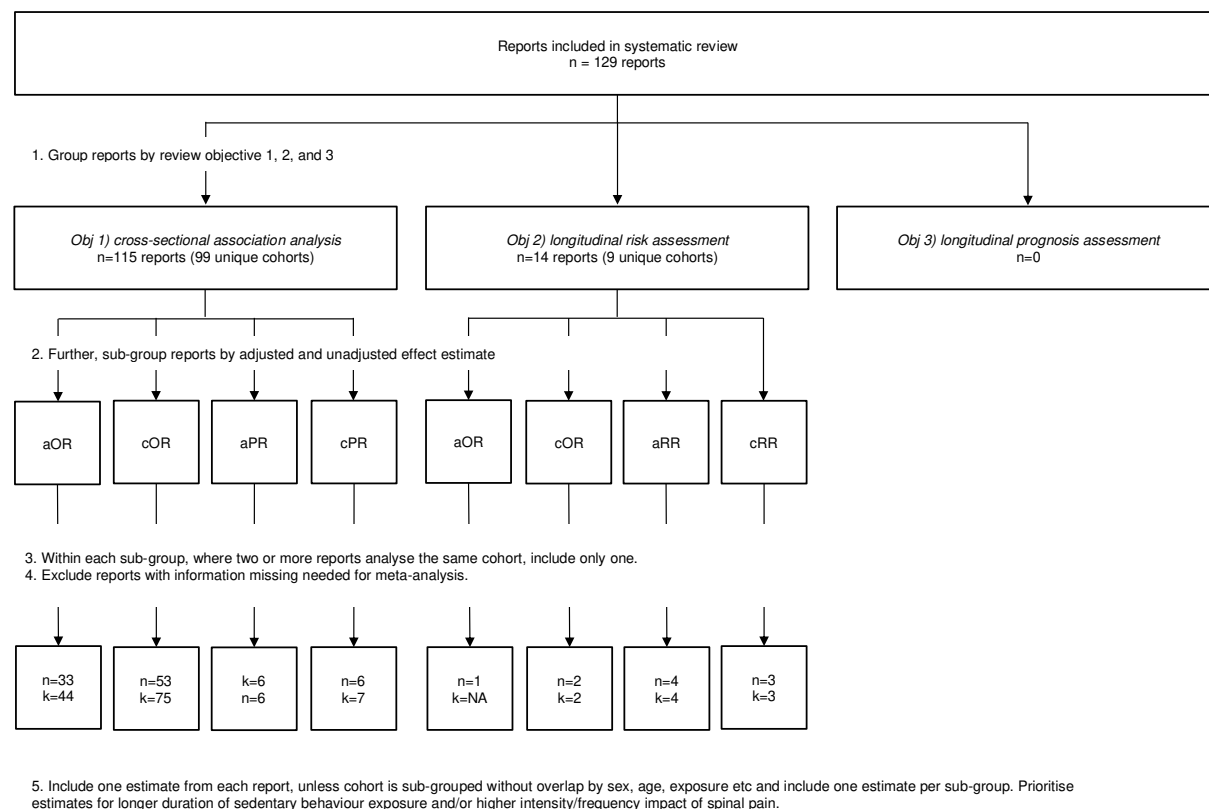 Reports included in systematic review
n = 129 reports
1. Group reports by review objective 1, 2, and 3
Obj 1) cross-sectional association analysis
n=115 reports (99 unique cohorts)
Obj 2) longitudinal risk assessment
n=14 reports (9 unique cohorts)
Obj 3) longitudinal prognosis assessment
n=0
2. Further, sub-group reports by adjusted and unadjusted effect estimate
aOR
cOR
aPR
cPR
aOR
cOR
aRR
cRR
3. Within each sub-group, where two or more reports analyse the same cohort, include only one.
4. Exclude reports with information missing needed for meta-analysis.
n=33
k=44
n=53
k=75
k=6
n=6
n=6
k=7
n=1
k=NA
n=2
k=2
n=4
k=4
n=3
k=3
5. Include one estimate from each report, unless cohort is sub-grouped without overlap by sex, age, exposure etc and include one estimate per sub-group. Prioritise
estimates for longer duration of sedentary behaviour exposure and/or higher intensity/frequency impact of spinal pain.